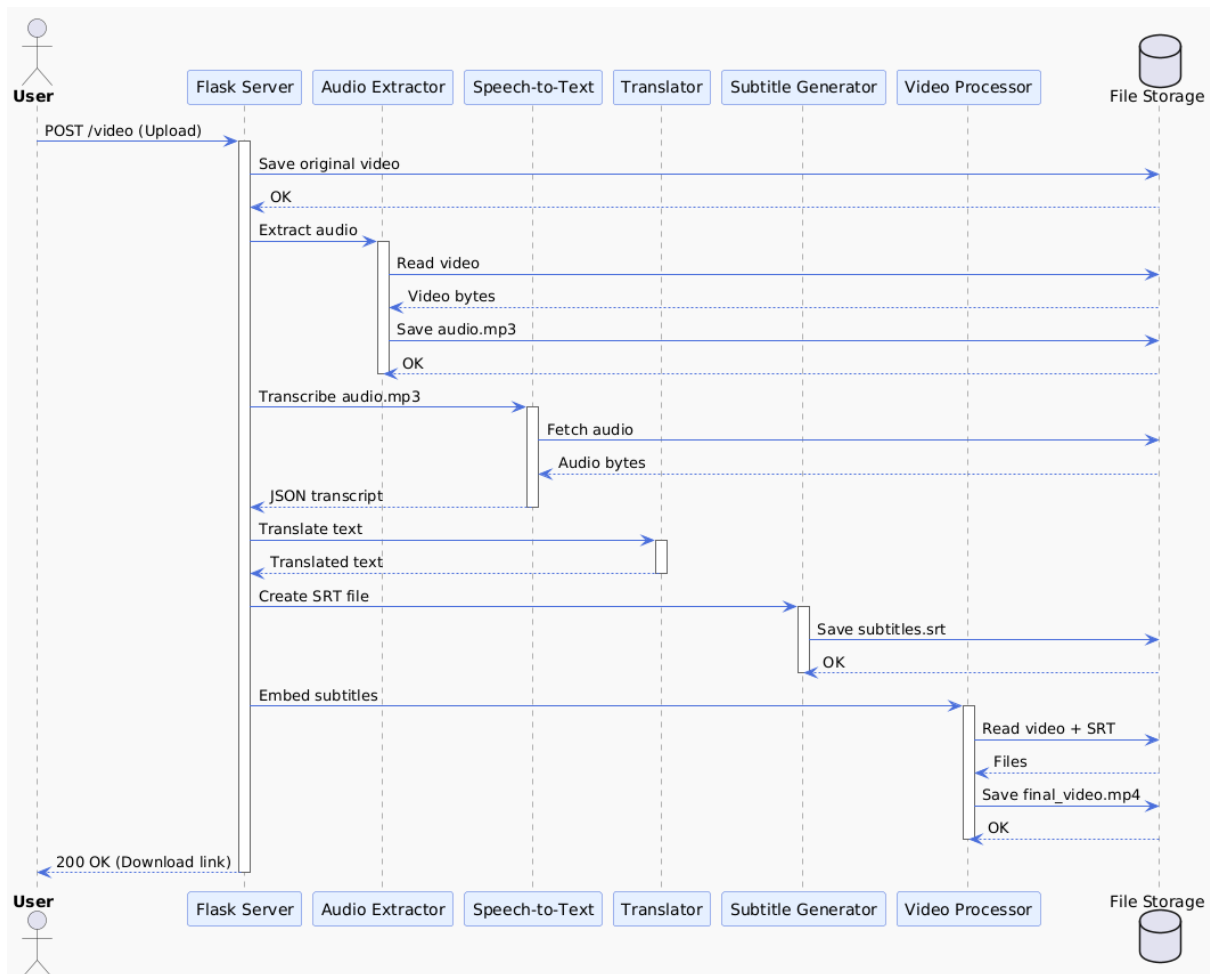 User
Flask Server
Audio Extractor
Speech-to-Text
Translator
Subtitle Generator
Video Processor
File Storage
POST /video (Upload)
Save original video
OK
Extract audio
Read video
Video bytes
Save audio.mp3
OK
Transcribe audio.mp3
Fetch audio
Audio bytes
JSON transcript
Translate text
Translated text
Create SRT file
Save subtitles.srt
OK
Embed subtitles
Read video + SRT
Files
Save final_video.mp4
OK
200 OK (Download link)
User
Flask Server
Audio Extractor
Speech-to-Text
Translator
Subtitle Generator
Video Processor
File Storage